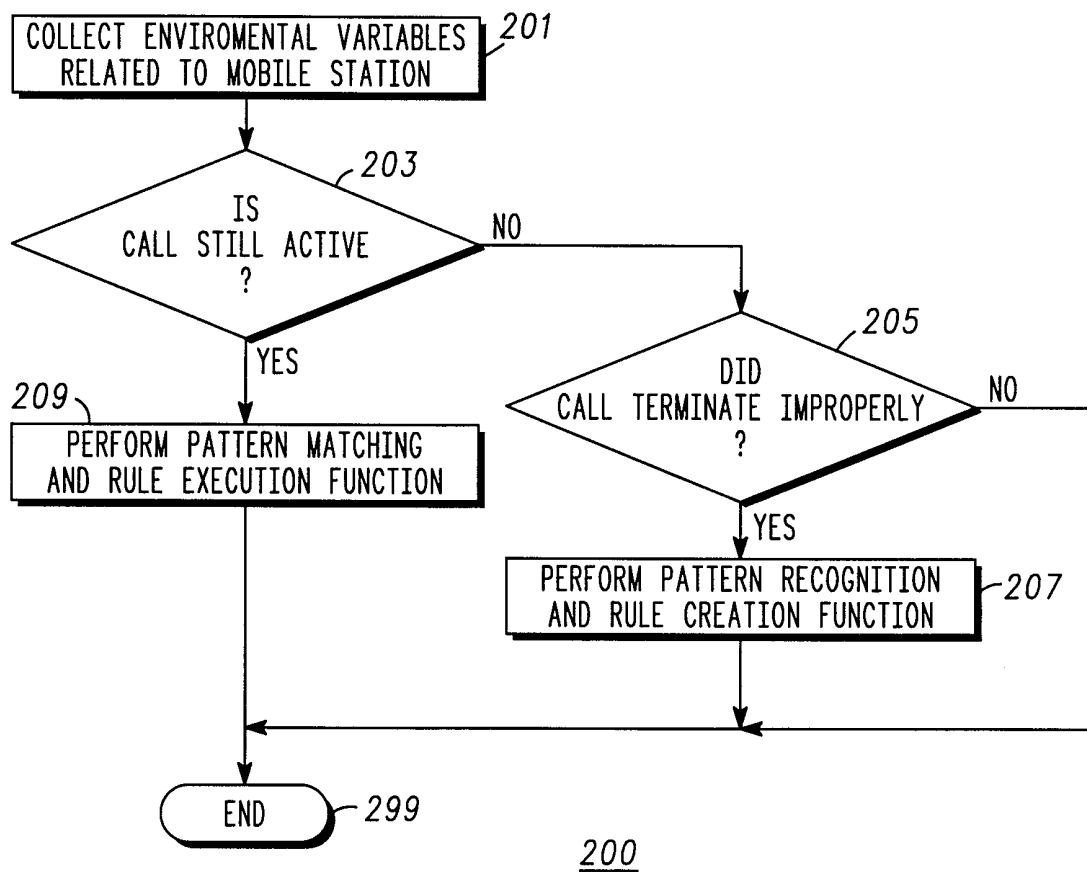 COLLECT ENVIROMENTAL VARIABLES
RELATED TO MOBILE STATION
201
203
IS
CALL STILL ACTIVE
?
NO
YES
205
DID
CALL TERMINATE IMPROPERLY
?
NO
YES
209
PERFORM PATTERN MATCHING
AND RULE EXECUTION FUNCTION
PERFORM PATTERN RECOGNITION
AND RULE CREATION FUNCTION
207
END
299
200